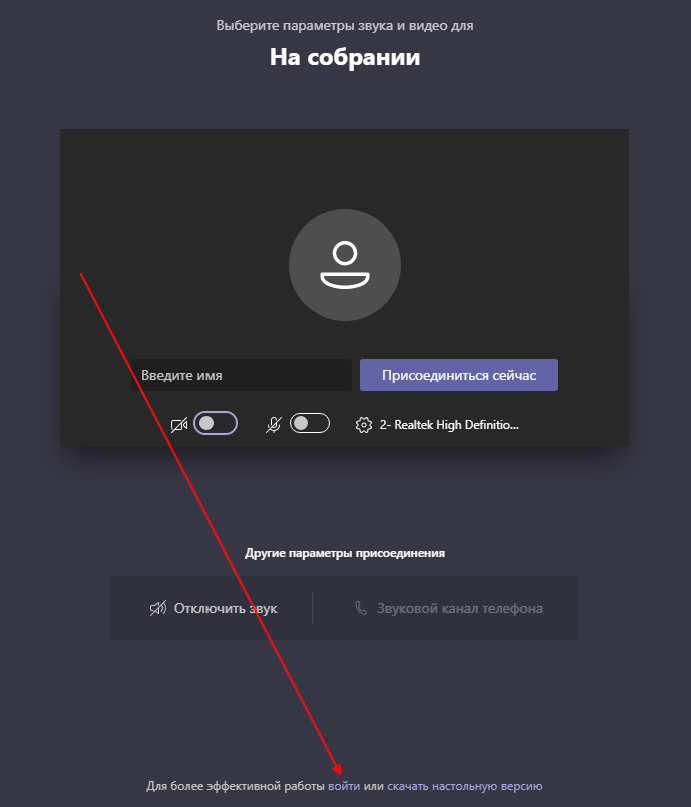 Выберите параметры звука и видео для
На собрании
Введите имя
Присоединиться сейчас
2- Realtek High Definitio...
Другие параметры присоединения
Отключить звук
Звуковой канал телефона
Для более эффективной работы войти или скачать настольную версию